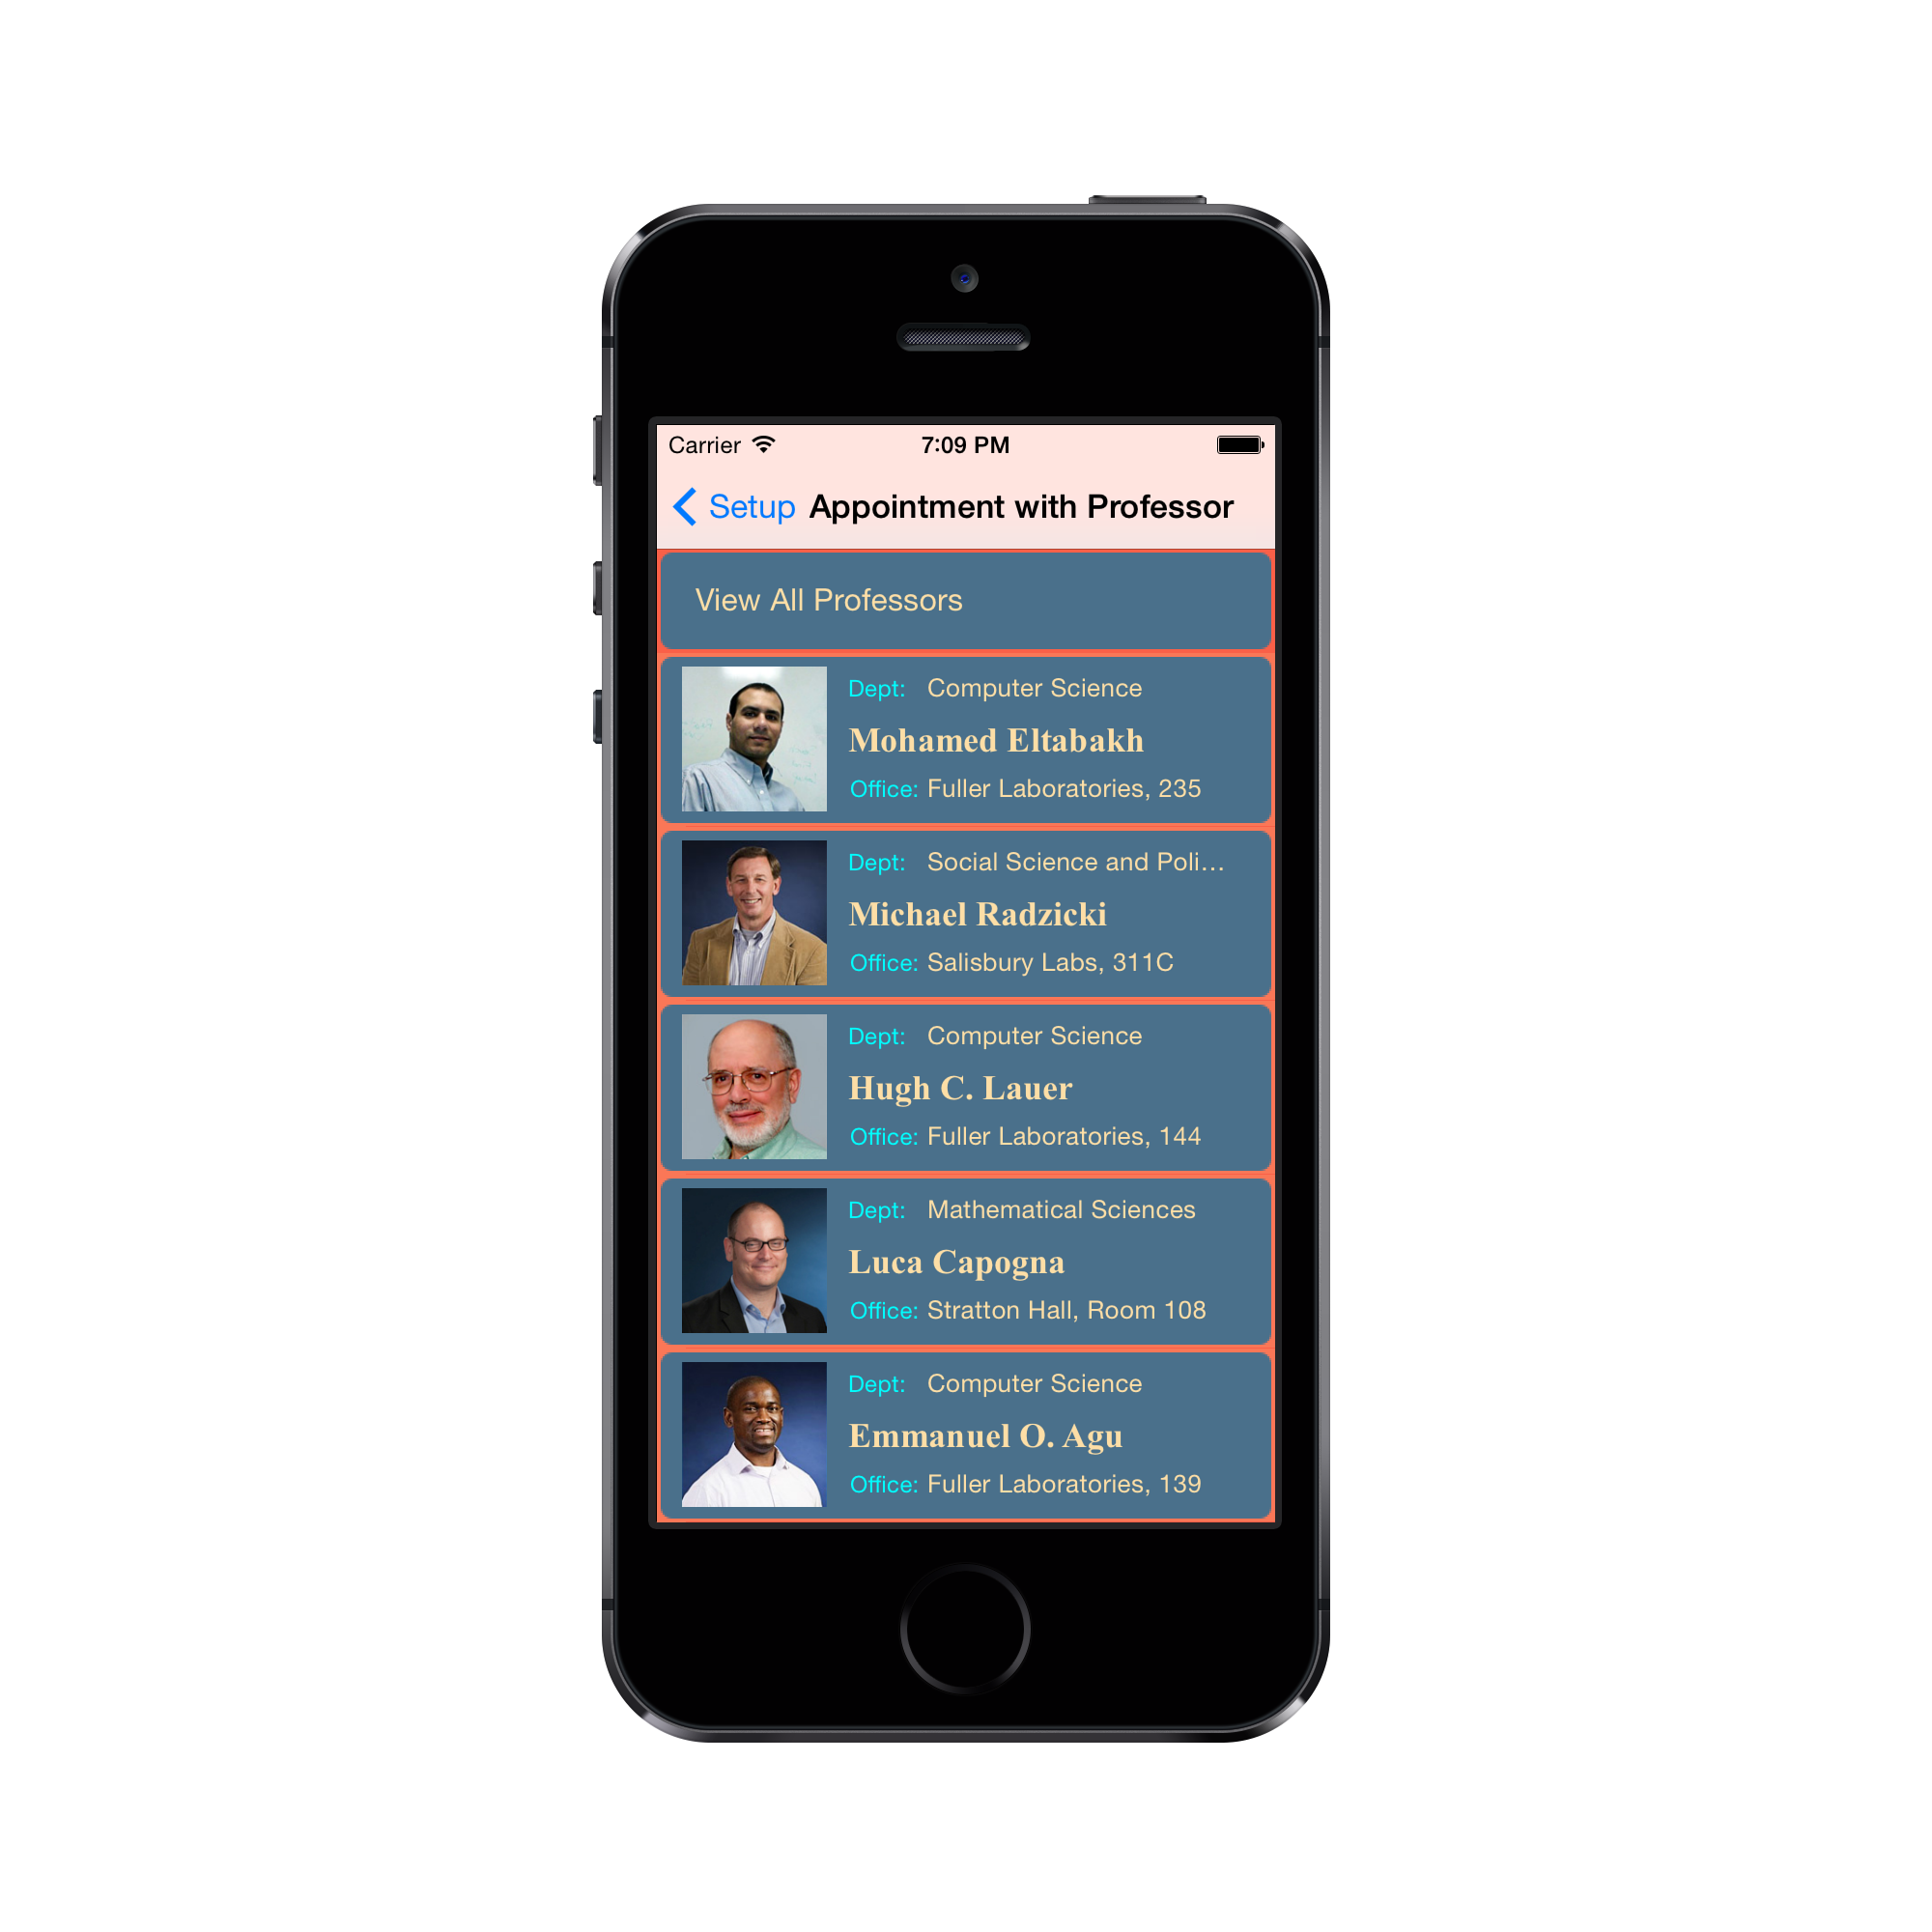 Carrier 7:09 PM
Setup Appointment with Professor
View All Professors
Dept: Computer Science
Mohamed Eltabakh
Office: Fuller Laboratories, 235
Dept: Social Science and Poli...
Michael Radzicki
Office: Salisbury Labs, 311C
Dept: Computer Science
Hugh C. Lauer
Office: Fuller Laboratories, 144
Dept: Mathematical Sciences
Luca Capogna
Office: Stratton Hall, Room 108
Dept: Computer Science
Emmanuel O. Agu
Office: Fuller Laboratories, 139